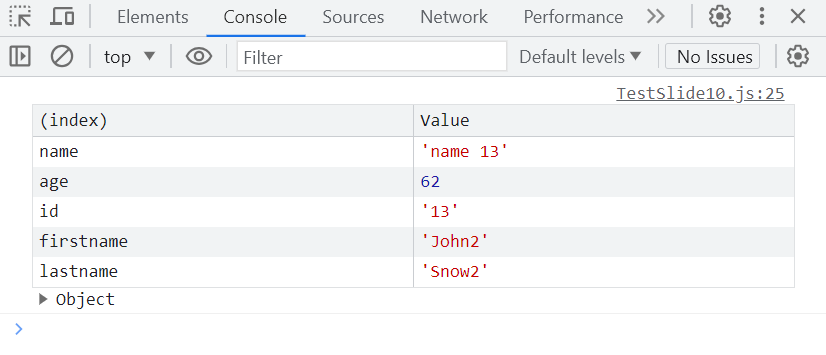 Elements Console Sources Network Performance
top Filter Default levels No Issues
TestSlide10.js:25
(index) Value
name 'name 13'
age 62
id '13'
firstname 'John2'
lastname 'Snow2'
Object